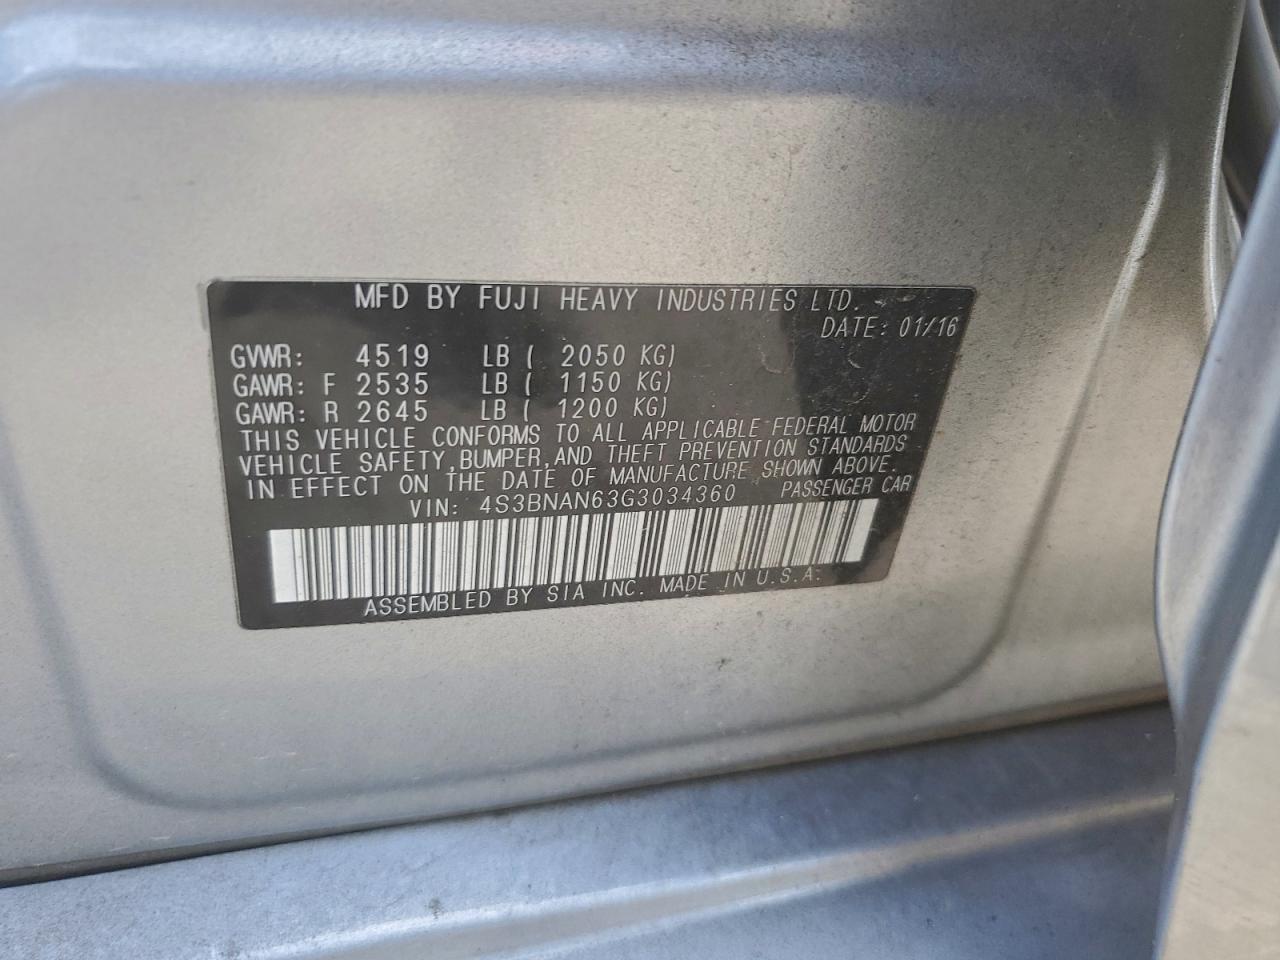 MFD BY FUJI HEAVY INDUSTRIES LTD.
DATE: 01/16
GVWR: 4519 LB ( 2050 KG)
GAWR: F 2535 LB ( 1150 KG)
GAWR: R 2645 LB ( 1200 KG)
THIS VEHICLE CONFORMS TO ALL APPLICABLE FEDERAL MOTOR
VEHICLE SAFETY, BUMPER, AND THEFT PREVENTION STANDARDS
IN EFFECT ON THE DATE OF MANUFACTURE SHOWN ABOVE.
VIN: 4S3BNAN63G3034360 PASSENGER CAR
ASSEMBLED BY SIA INC. MADE IN U.S.A.